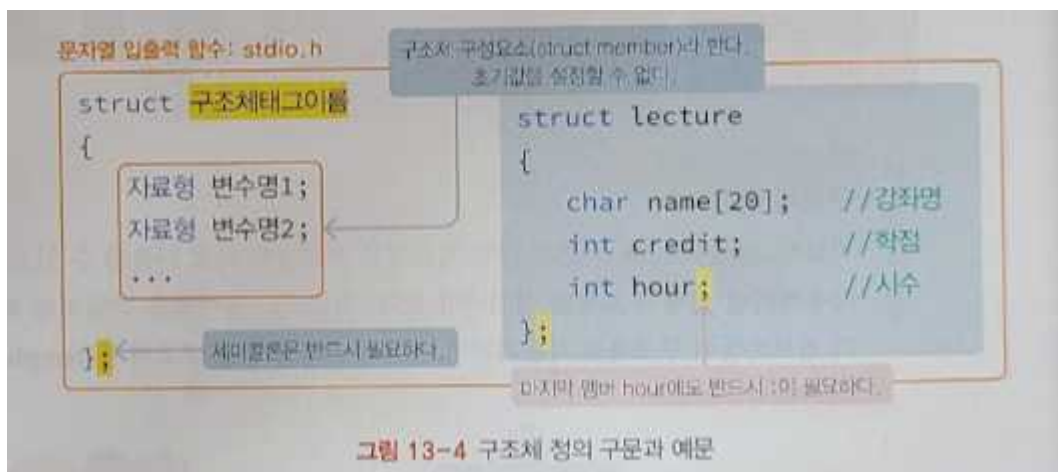 문자열 입출력 함수: stdio.h
구조체 구성요소(struct member)라 한다.
초기값을 설정할 수 없다.
struct 구조체태그이름
{
자료형 변수명1;
자료형 변수명2;
...
};
세미콜론은 반드시 필요하다.
struct lecture
{
char name[20]; //강좌명
int credit; //학점
int hour; //시수
};
마지막 멤버 hour에도 반드시 ;이 필요하다.
그림 13-4 구조체 정의 구문과 예문